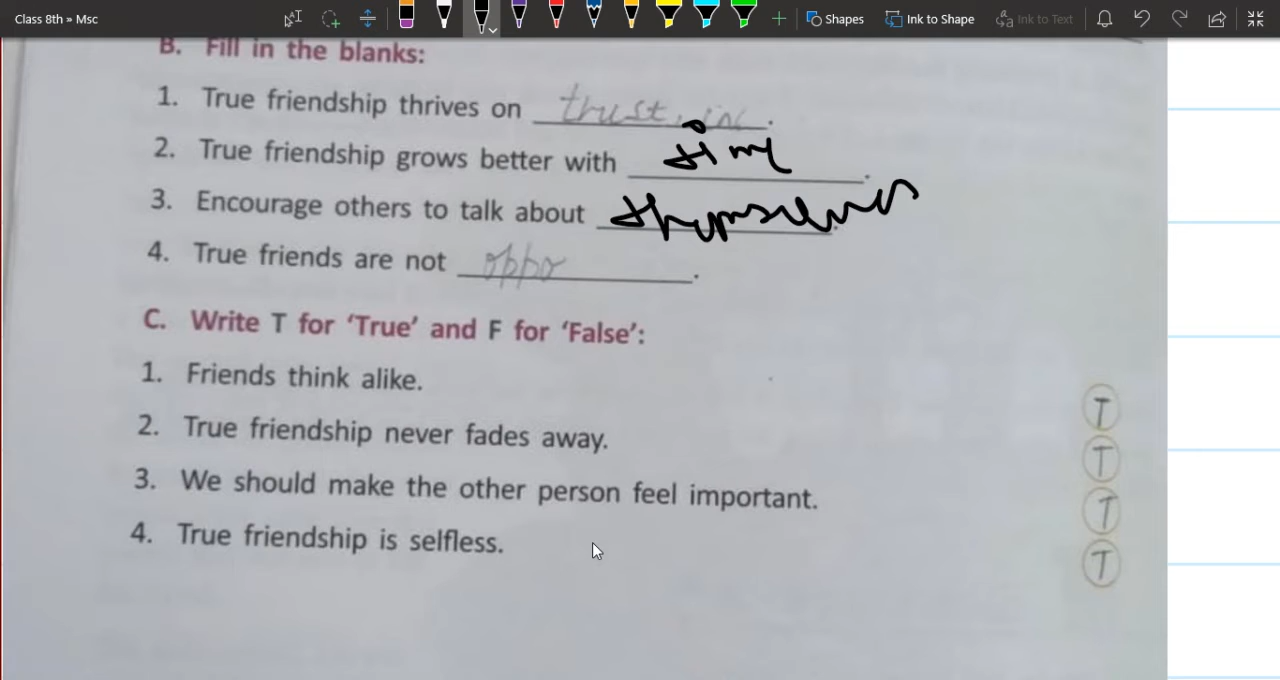 Class 8th » Msc
Shapes Ink to Shape Ink to Text
B. Fill in the blanks:
1. True friendship thrives on trust, inc.
2. True friendship grows better with time.
3. Encourage others to talk about themselves.
4. True friends are not oppo.
C. Write T for 'True' and F for 'False':
1. Friends think alike. T
2. True friendship never fades away. T
3. We should make the other person feel important. T
4. True friendship is selfless. T